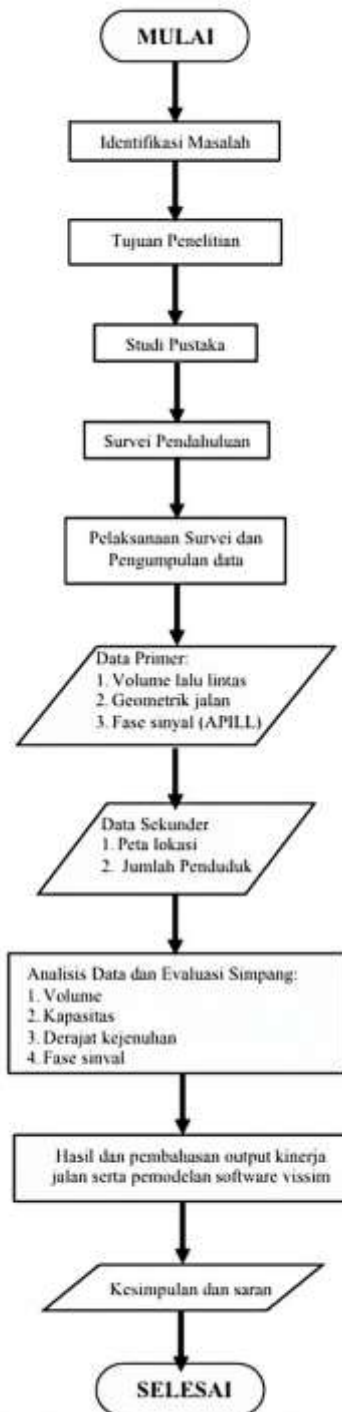 MULAI
Identifikasi Masalah
Tujuan Penelitian
Studi Pustaka
Survei Pendahuluan
Pelaksanaan Survei dan
Pengumpulan data
Data Primer:
1. Volume lalu lintas
2. Geometrik jalan
3. Fase sinyal (APILL)
Data Sekunder
1. Peta lokasi
2. Jumlah Penduduk
Analisis Data dan Evaluasi Simpang:
1. Volume
2. Kapasitas
3. Derajat kejenuhan
4. Fase sinval
Hasil dan pembahasan output kinerja
jalan serta pemodelan software vissim
Kesimpulan dan saran
SELESAI